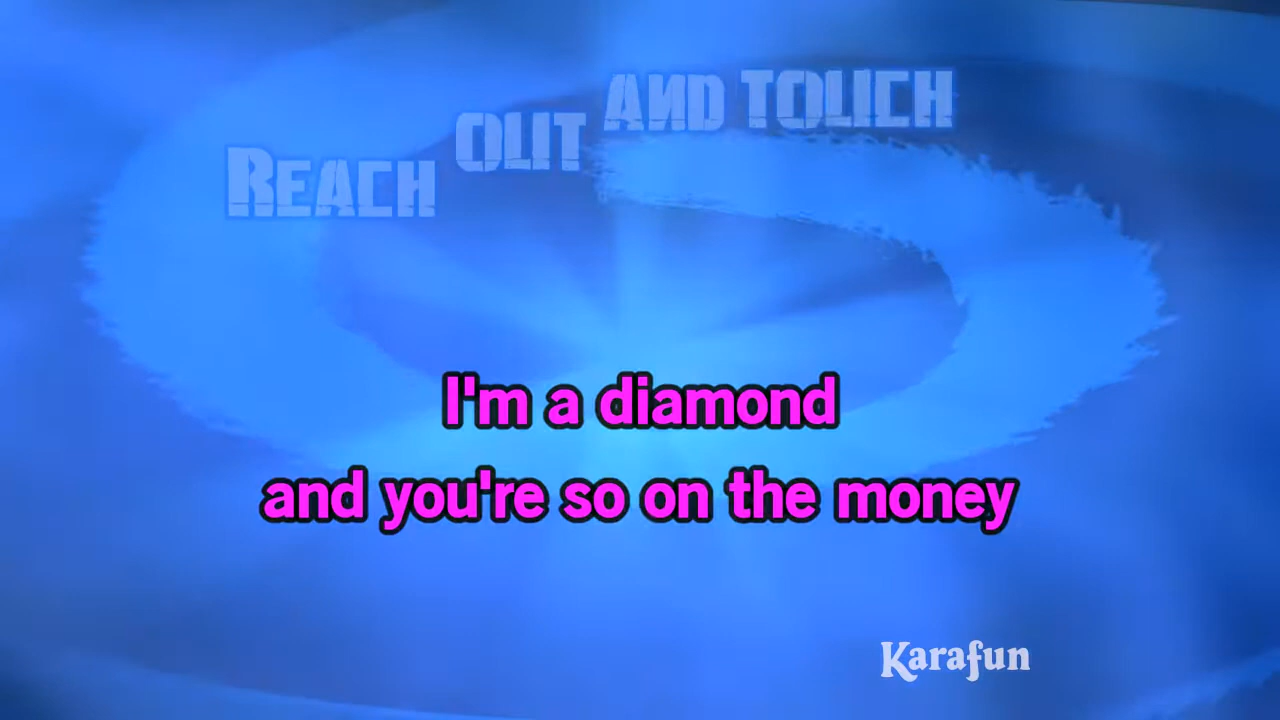 REACH OUT AND TOUCH
I'm a diamond
and you're so on the money
Karafun